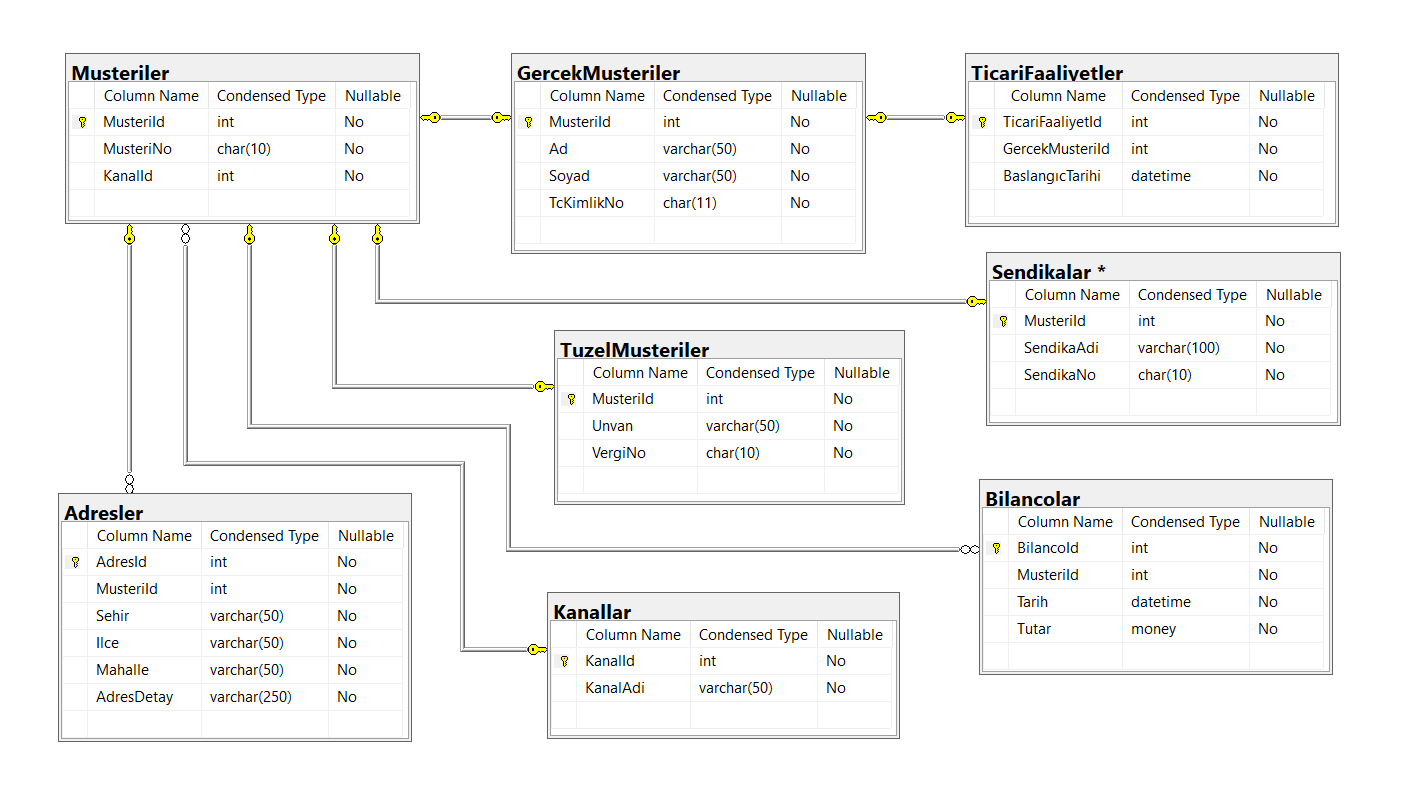 Musteriler
Column Name Condensed Type Nullable
MusteriId int No
MusteriNo char(10) No
KanalId int No
GercekMusteriler
Column Name Condensed Type Nullable
MusteriId int No
Ad varchar(50) No
Soyad varchar(50) No
TcKimlikNo char(11) No
TicariFaaliyetler
Column Name Condensed Type Nullable
TicariFaaliyetId int No
GercekMusteriId int No
BaslangıcTarihi datetime No
Sendikalar *
Column Name Condensed Type Nullable
MusteriId int No
SendikaAdi varchar(100) No
SendikaNo char(10) No
TuzelMusteriler
Column Name Condensed Type Nullable
MusteriId int No
Unvan varchar(50) No
VergiNo char(10) No
Adresler
Column Name Condensed Type Nullable
AdresId int No
MusteriId int No
Sehir varchar(50) No
Ilce varchar(50) No
Mahalle varchar(50) No
AdresDetay varchar(250) No
Kanallar
Column Name Condensed Type Nullable
KanalId int No
KanalAdi varchar(50) No
Bilancolar
Column Name Condensed Type Nullable
BilancoId int No
MusteriId int No
Tarih datetime No
Tutar money No